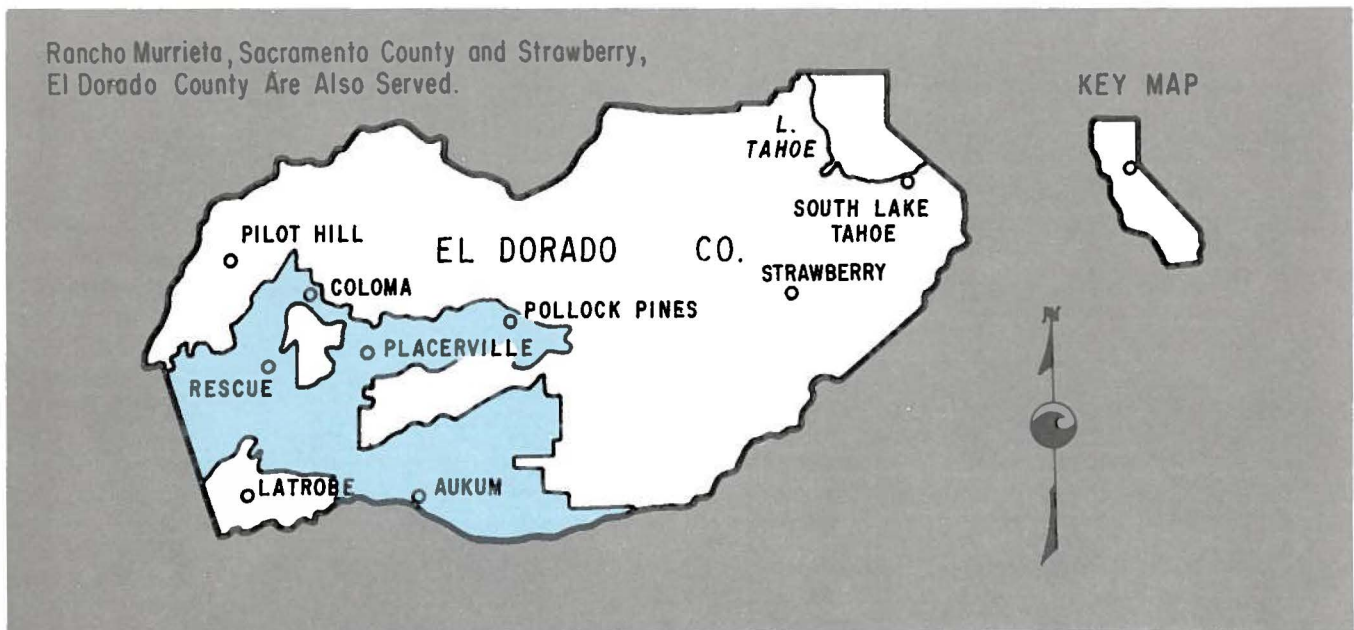 Rancho Murrieta, Sacramento County and Strawberry,
El Dorado County Are Also Served.
KEY MAP
L.
TAHOE
SOUTH LAKE
TAHOE
PILOT HILL
EL DORADO CO.
STRAWBERRY
COLOMA
POLLOCK PINES
PLACERVILLE
RESCUE
N
LATROBE
AUKUM